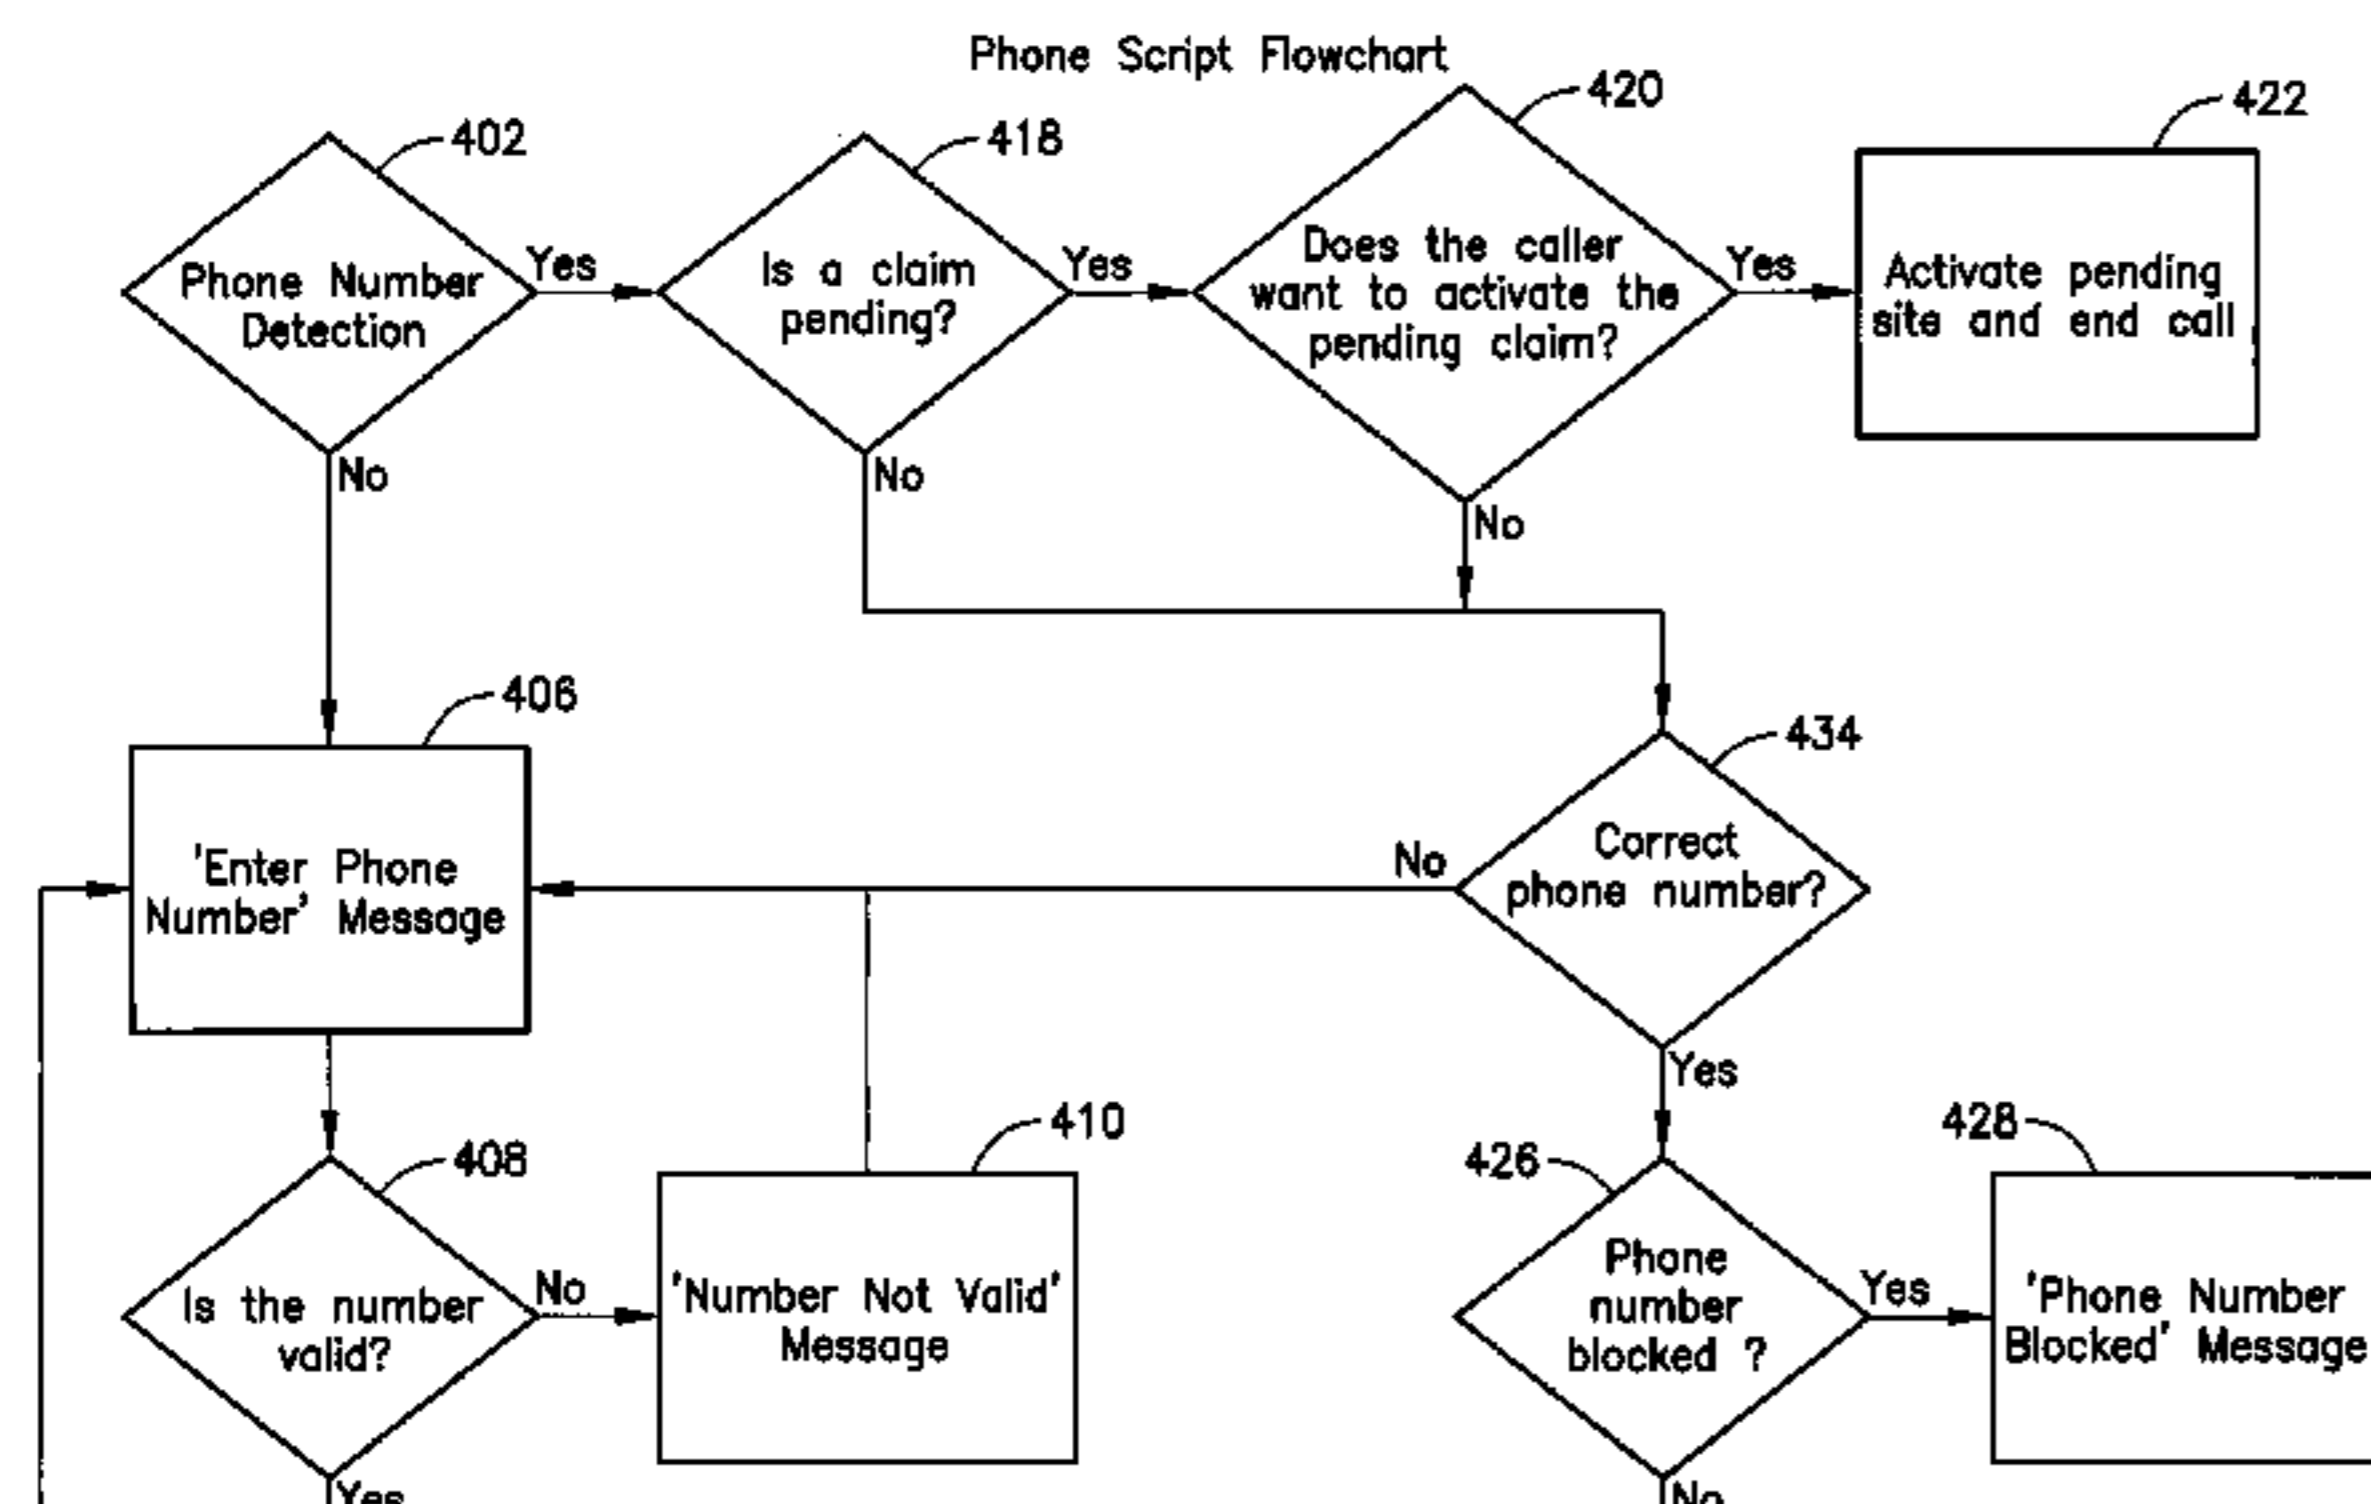 Phone Script Flowchart
402
418
420
422
Phone Number
Detection
Yes
Is a claim
pending?
Yes
Does the caller
want to activate the
pending claim?
Yes
Activate pending
site and end call
No
No
No
406
434
'Enter Phone
Number' Message
No
Correct
phone number?
Yes
408
410
426
428
Is the number
valid?
No
'Number Not Valid'
Message
Phone
number
blocked ?
Yes
'Phone Number
Blocked' Message
Yes
No